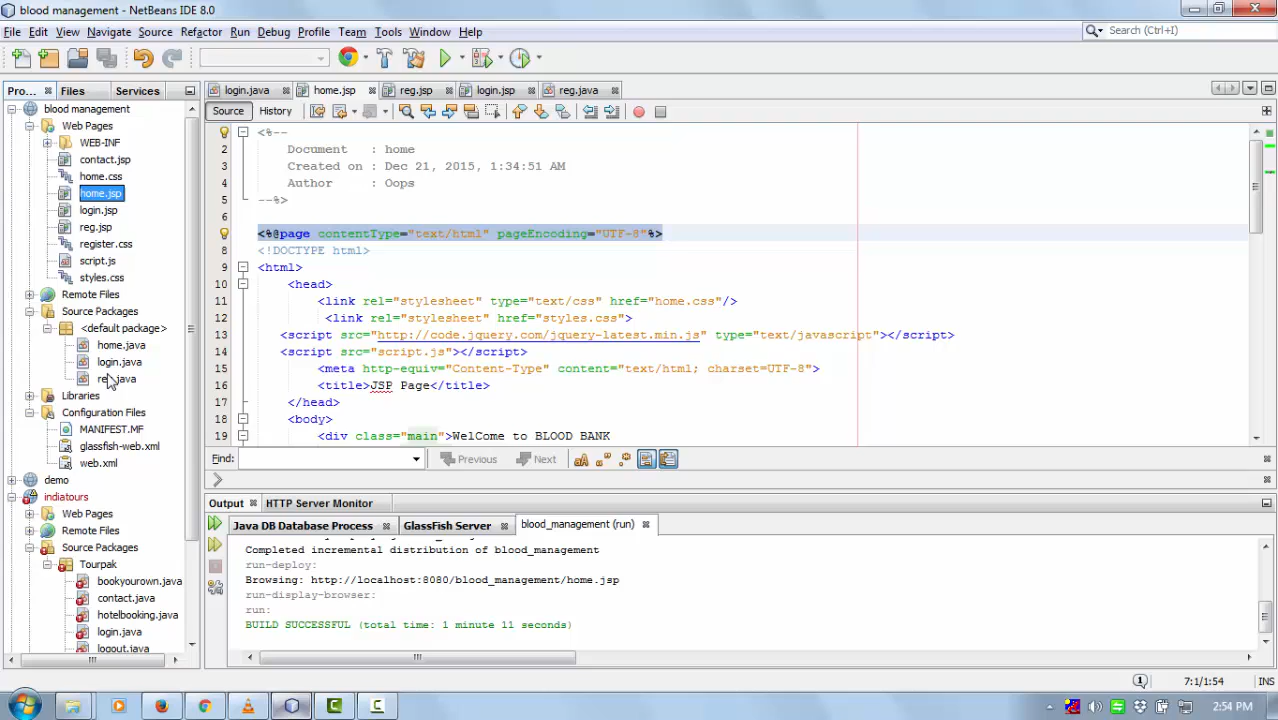 blood management - NetBeans IDE 8.0
File Edit View Navigate Source Refactor Run Debug Profile Team Tools Window Help
Search (Ctrl+I)
Pro... Files Services
login.java home.jsp reg.jsp login.jsp reg.java
Source History
blood management
Web Pages
WEB-INF
contact.jsp
home.css
home.jsp
login.jsp
reg.jsp
register.css
script.js
styles.css
Remote Files
Source Packages
<default package>
home.java
login.java
Libraries
Configuration Files
MANIFEST.MF
glassfish-web.xml
web.xml
demo
indiatours
Web Pages
Remote Files
Source Packages
Tourpak
bookyourown.java
contact.java
hotelbooking.java
login.java
logout.java
1 <%--
2 Document : home
3 Created on : Dec 21, 2015, 1:34:51 AM
4 Author : Oops
5 --%>
6
<%@page contentType="text/html" pageEncoding="UTF-8"%>
8 <!DOCTYPE html>
9 <html>
10 <head>
11 <link rel="stylesheet" type="text/css" href="home.css"/>
12 <link rel="stylesheet" href="styles.css">
13 <script src="http://code.jquery.com/jquery-latest.min.js" type="text/javascript"></script>
14 <script src="script.js"></script>
15 <meta http-equiv="Content-Type" content="text/html; charset=UTF-8">
16 <title>JSP Page</title>
17 </head>
18 <body>
19 <div class="main">WelCome to BLOOD BANK
Find: Previous Next
Output HTTP Server Monitor
Java DB Database Process GlassFish Server blood_management (run)
Completed incremental distribution of blood_management
run-deploy:
Browsing: http://localhost:8080/blood_management/home.jsp
run-display-browser:
run:
BUILD SUCCESSFUL (total time: 1 minute 11 seconds)
1 7:1/1:54 INS
2:54 PM